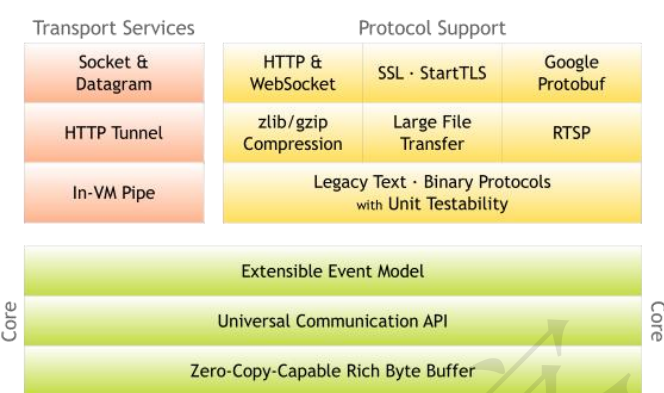 Transport Services
Protocol Support
Socket &
Datagram
HTTP &
WebSocket
SSL · StartTLS
Google
Protobuf
HTTP Tunnel
zlib/gzip
Compression
Large File
Transfer
RTSP
In-VM Pipe
Legacy Text · Binary Protocols
with Unit Testability
Core
Extensible Event Model
Universal Communication API
Zero-Copy-Capable Rich Byte Buffer
Core